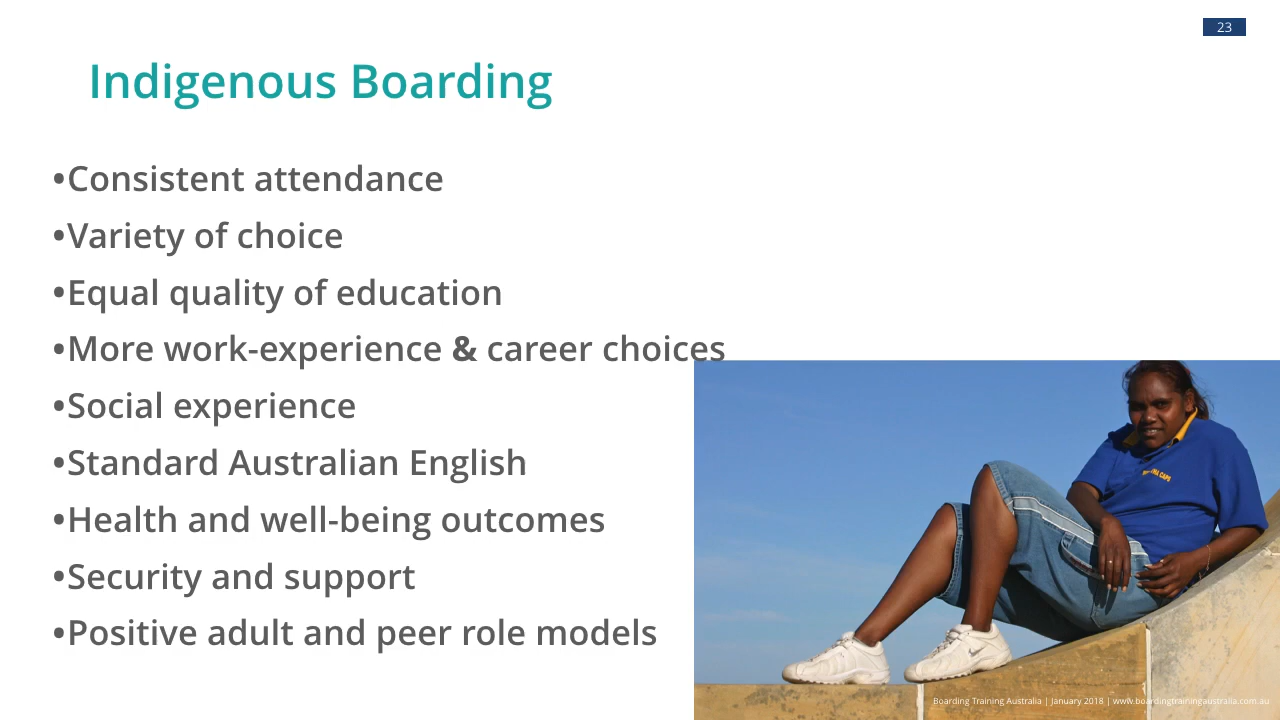 23
Indigenous Boarding
•Consistent attendance
•Variety of choice
•Equal quality of education
•More work-experience & career choices
•Social experience
•Standard Australian English
•Health and well-being outcomes
•Security and support
•Positive adult and peer role models
Boarding Training Australia | January 2018 | www.boardingtrainingaustralia.com.au